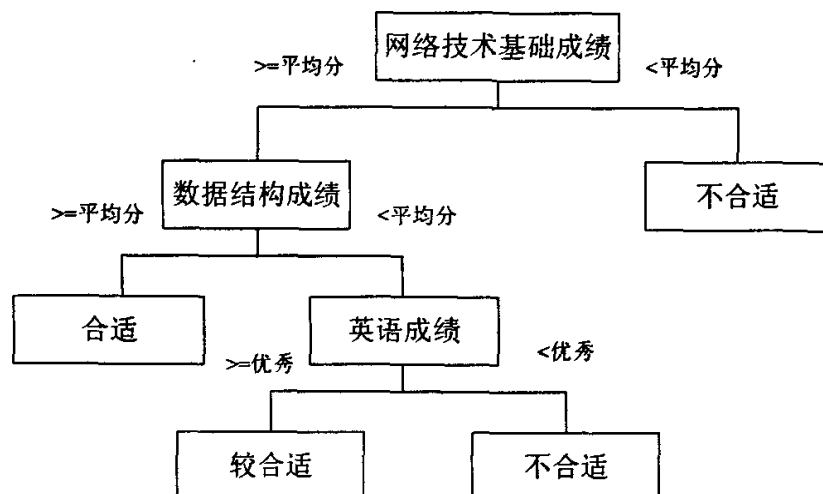 网络技术基础成绩
>=平均分
<平均分
数据结构成绩
不合适
>=平均分
<平均分
合适
英语成绩
>=优秀
<优秀
较合适
不合适